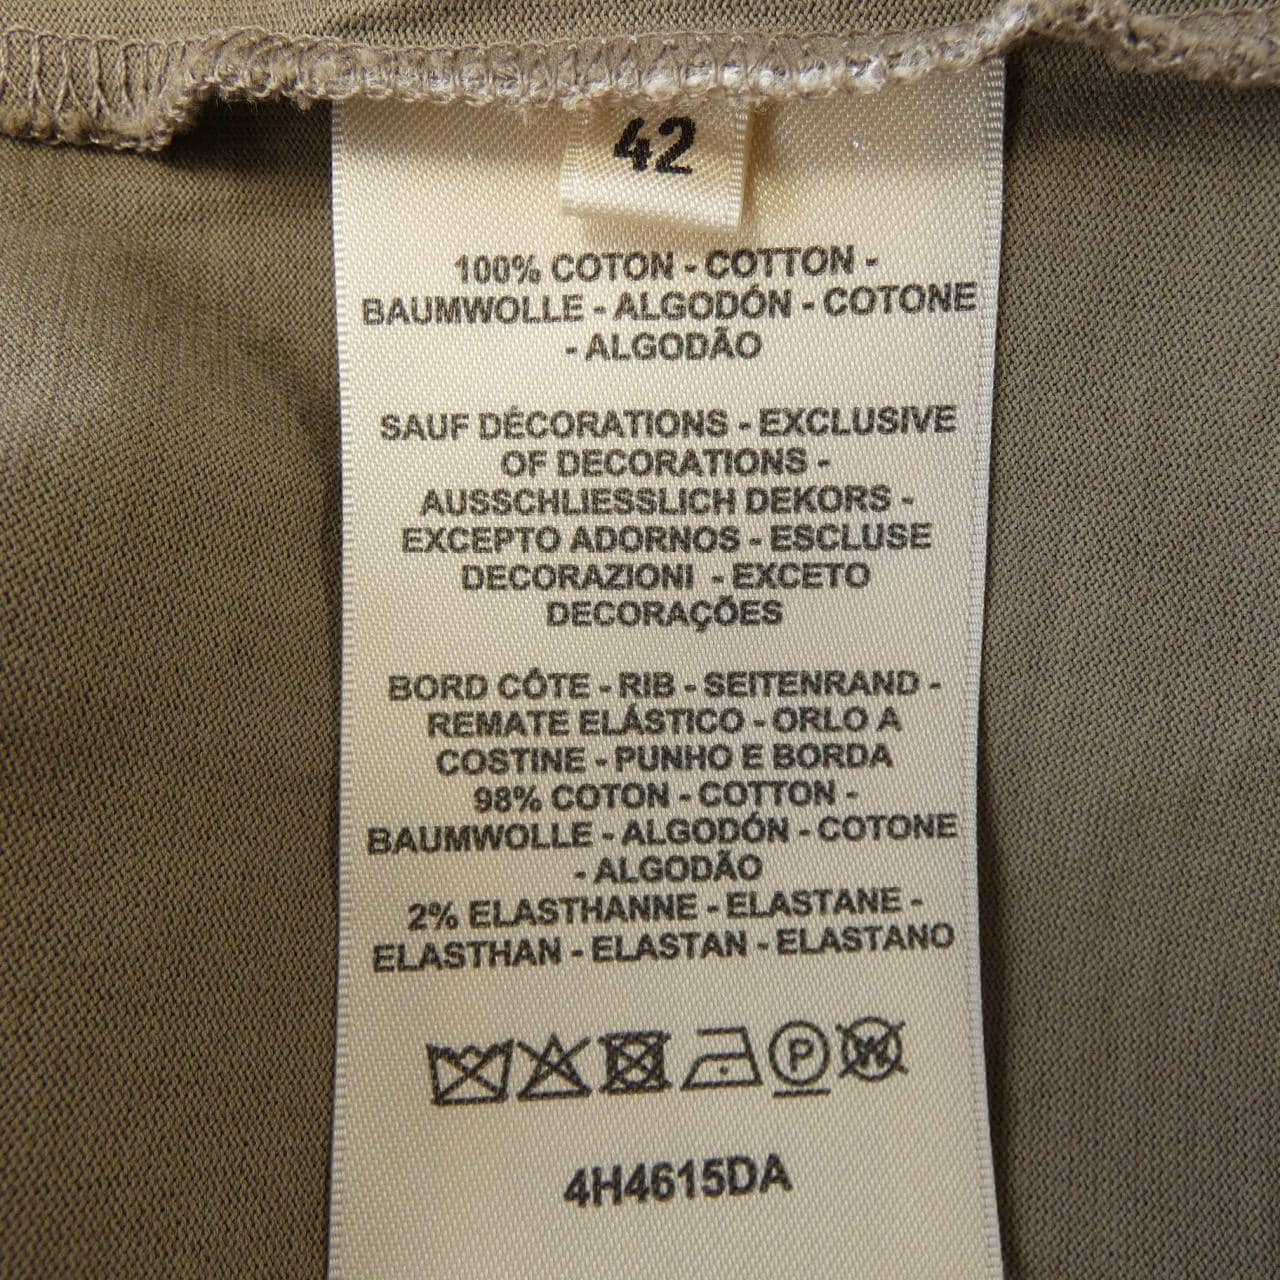 42
100% COTON - COTTON -
BAUMWOLLE - ALGODÓN - COTONE
- ALGODÃO
SAUF DÉCORATIONS - EXCLUSIVE
OF DECORATIONS -
AUSSCHLIESSLICH DEKORS -
EXCEPTO ADORNOS - ESCLUSE
DECORAZIONI - EXCETO
DECORAÇÕES
BORD CÔTE - RIB - SEITENRAND -
REMATE ELÁSTICO - ORLO A
COSTINE - PUNHO E BORDA
98% COTON - COTTON -
BAUMWOLLE - ALGODÓN - COTONE
- ALGODÃO
2% ELASTHANNE - ELASTANE -
ELASTHAN - ELASTAN - ELASTANO
P W
4H4615DA